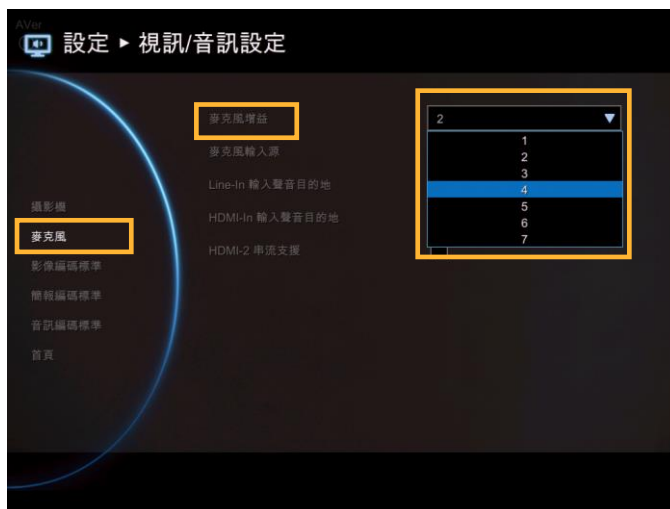 AVer
設定 ▸ 視訊/音訊設定
麥克風增益
2
麥克風輸入源
1
2
3
4
5
6
7
Line-In 輸入聲音目的地
HDMI-In 輸入聲音目的地
HDMI-2 串流支援
攝影機
麥克風
影像編碼標準
簡報編碼標準
音訊編碼標準
首頁